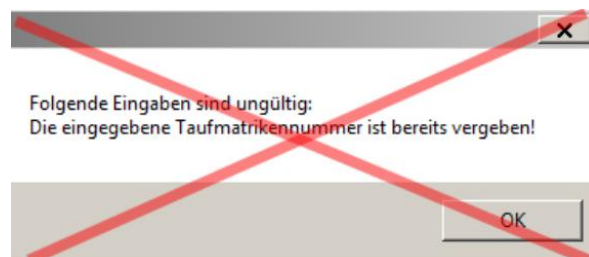 Folgende Eingaben sind ungültig:
Die eingegebene Taufmatrikennummer ist bereits vergeben!
OK